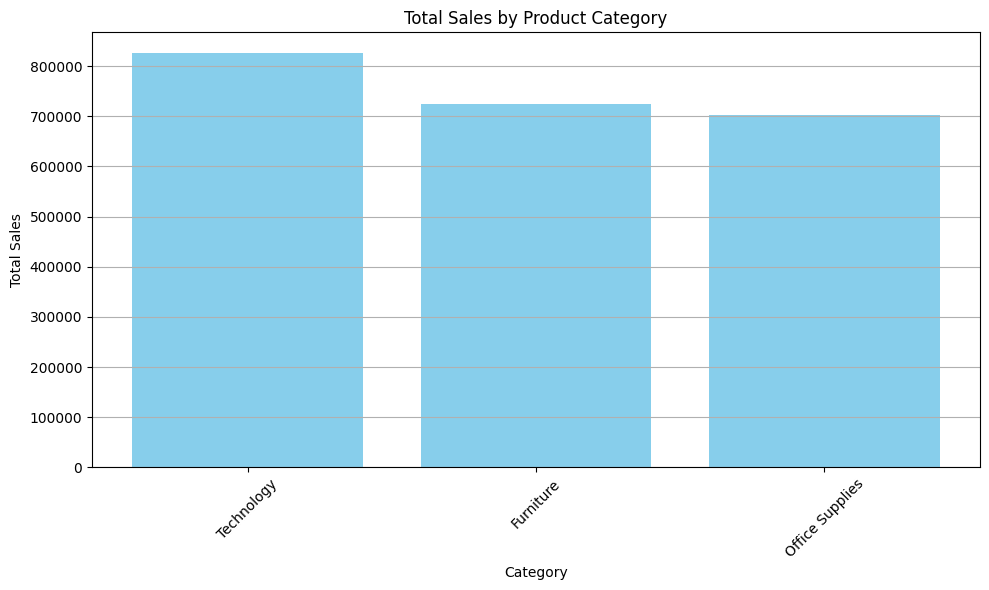 Total Sales by Product Category
Total Sales
800000
700000
600000
500000
400000
300000
200000
100000
0
Technology
Furniture
Office Supplies
Category